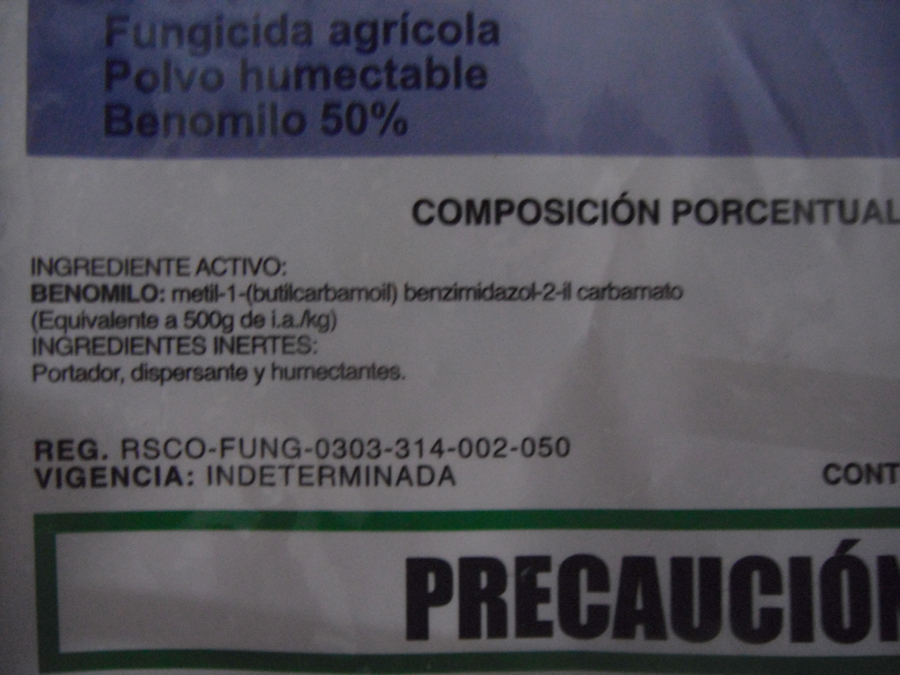 Fungicida agrícola
Polvo humectable
Benomilo 50%
COMPOSICIÓN PORCENTUAL
INGREDIENTE ACTIVO:
BENOMILO: metil-1-(butilcarbamoil) benzimidazol-2-il carbamato
(Equivalente a 500g de i.a./kg)
INGREDIENTES INERTES:
Portador, dispersante y humectantes.
REG. RSCO-FUNG-0303-314-002-050
VIGENCIA: INDETERMINADA
CONT
PRECAUCIÓN